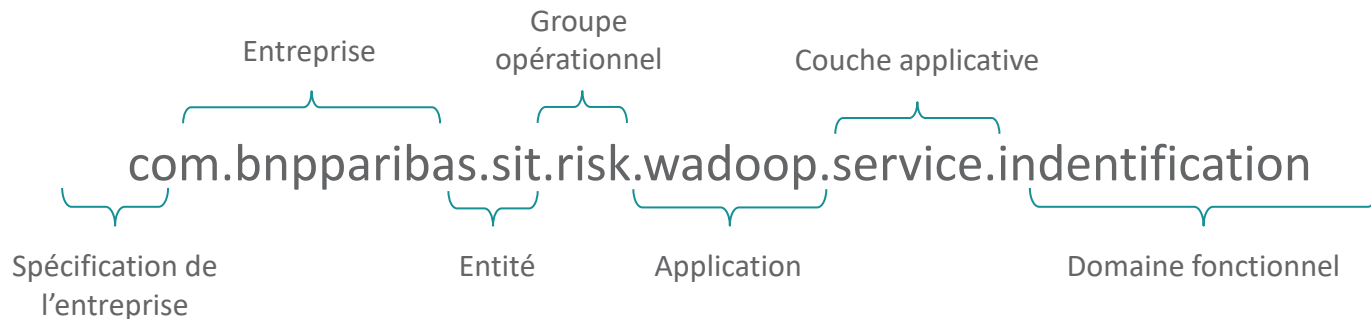 Groupe
opérationnel
Entreprise
Couche applicative
com.bnpparibas.sit.risk.wadoop.service.indentification
Spécification de
l'entreprise
Entité
Application
Domaine fonctionnel